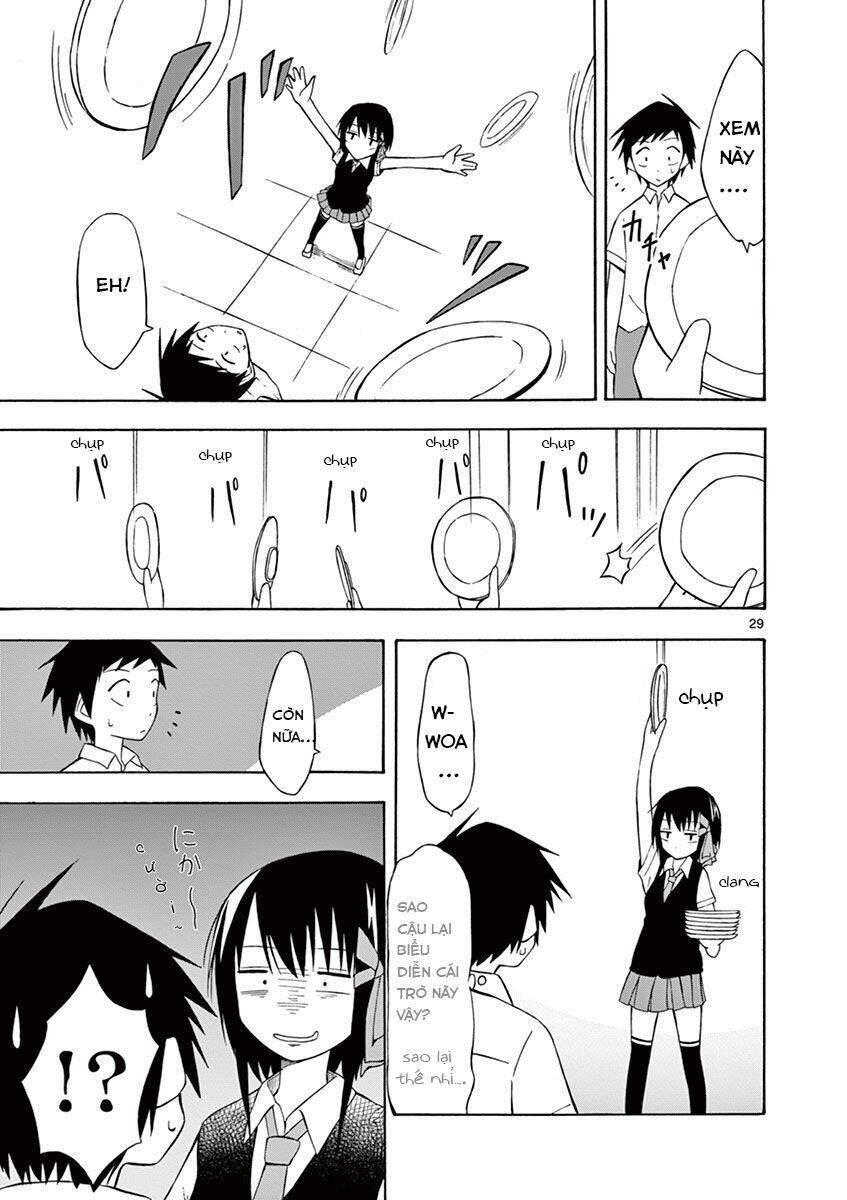 XEM
NÀY
....
カチャ
EH!
chụp
パシッ
chụp
パ
chụp
パ
chụp
パ
chụp
パ
29
chụp
W-
WOA
...
clang
SAO
CẬU LẠI
BIỂU
DIỄN CÁI
TRÒ NÀY
VẬY?
sao lại
thế nhỉ....
CÒN
NỮA...
にか～
cười~
!?